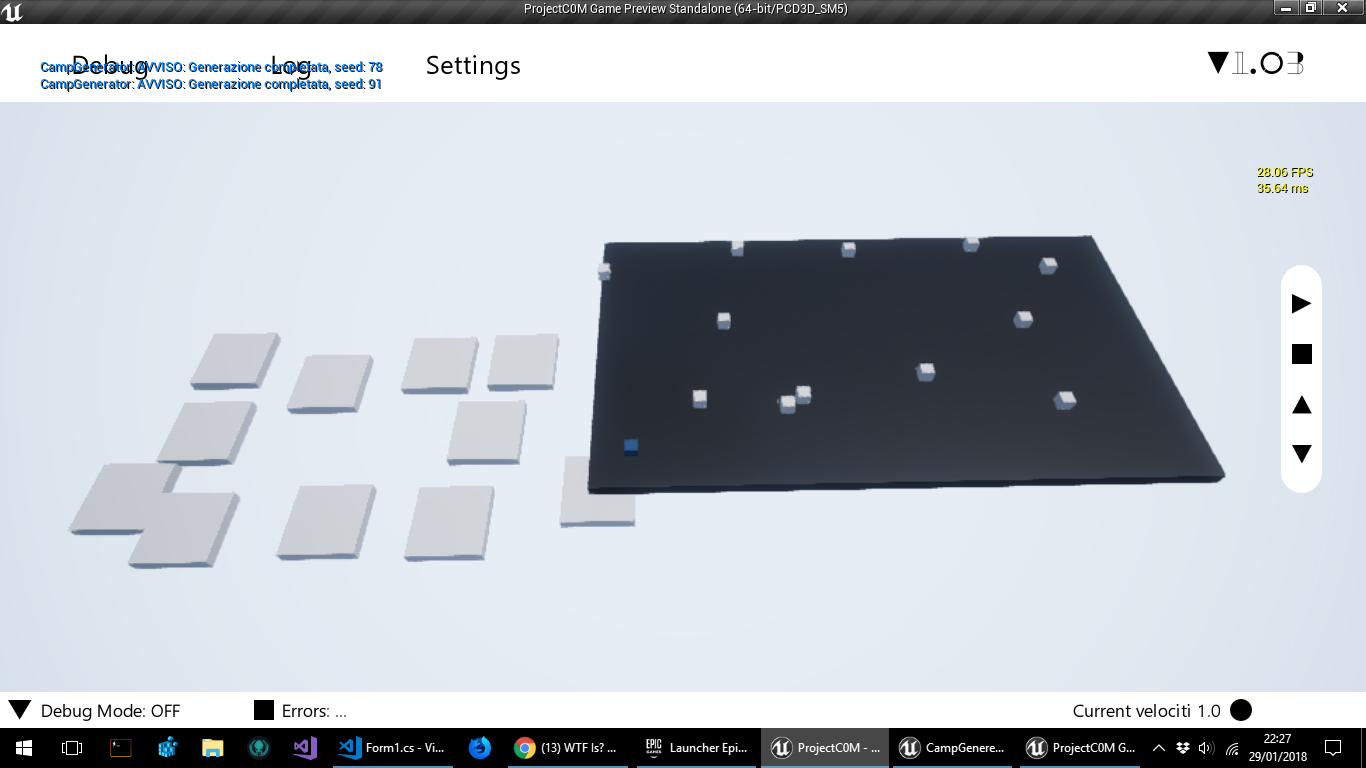 ProjectC0M Game Preview Standalone (64-bit/PCD3D_SM5)
Debug Log Settings
CampGenerator: AVVISO: Generazione completata, seed: 78
CampGenerator: AVVISO: Generazione completata, seed: 91
▼1.03
28.06 FPS
35.64 ms
Debug Mode: OFF
Errors: ...
Current velociti 1.0
Form1.cs - Vi...
(13) WTF Is? ...
Launcher Epi...
ProjectC0M - ...
CampGenere...
ProjectC0M G...
22:27
29/01/2018